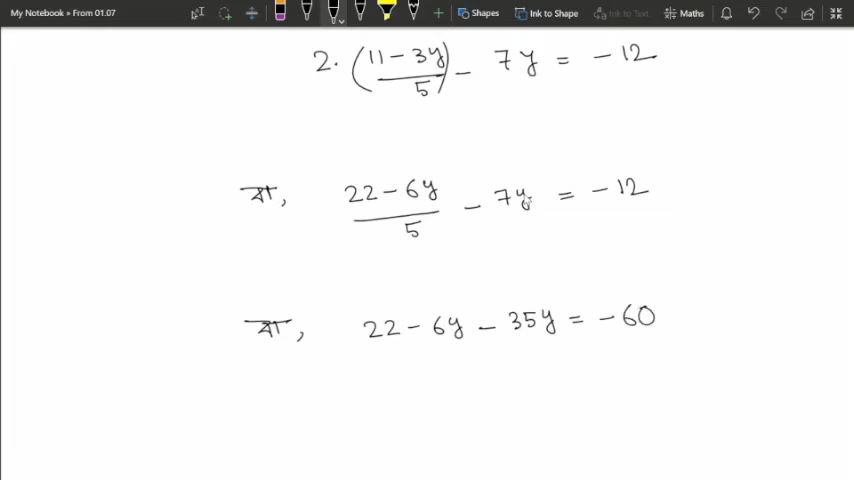 My Notebook » From 01.07 Shapes Ink to Shape Ink to Text Maths
2. (11 - 3y / 5) - 7y = - 12
বা, 22 - 6y / 5 - 7y = - 12
বা, 22 - 6y - 35y = - 60